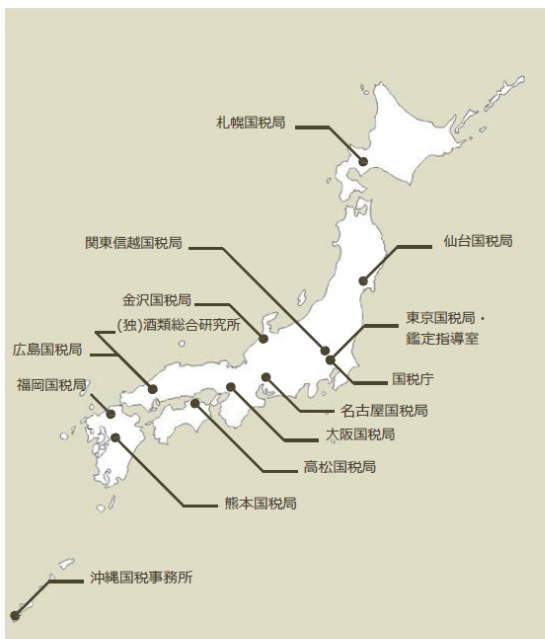 札幌国税局
関東信越国税局
仙台国税局
金沢国税局
(独)酒類総合研究所
東京国税局・
鑑定指導室
広島国税局
国税庁
福岡国税局
名古屋国税局
大阪国税局
高松国税局
熊本国税局
沖縄国税事務所